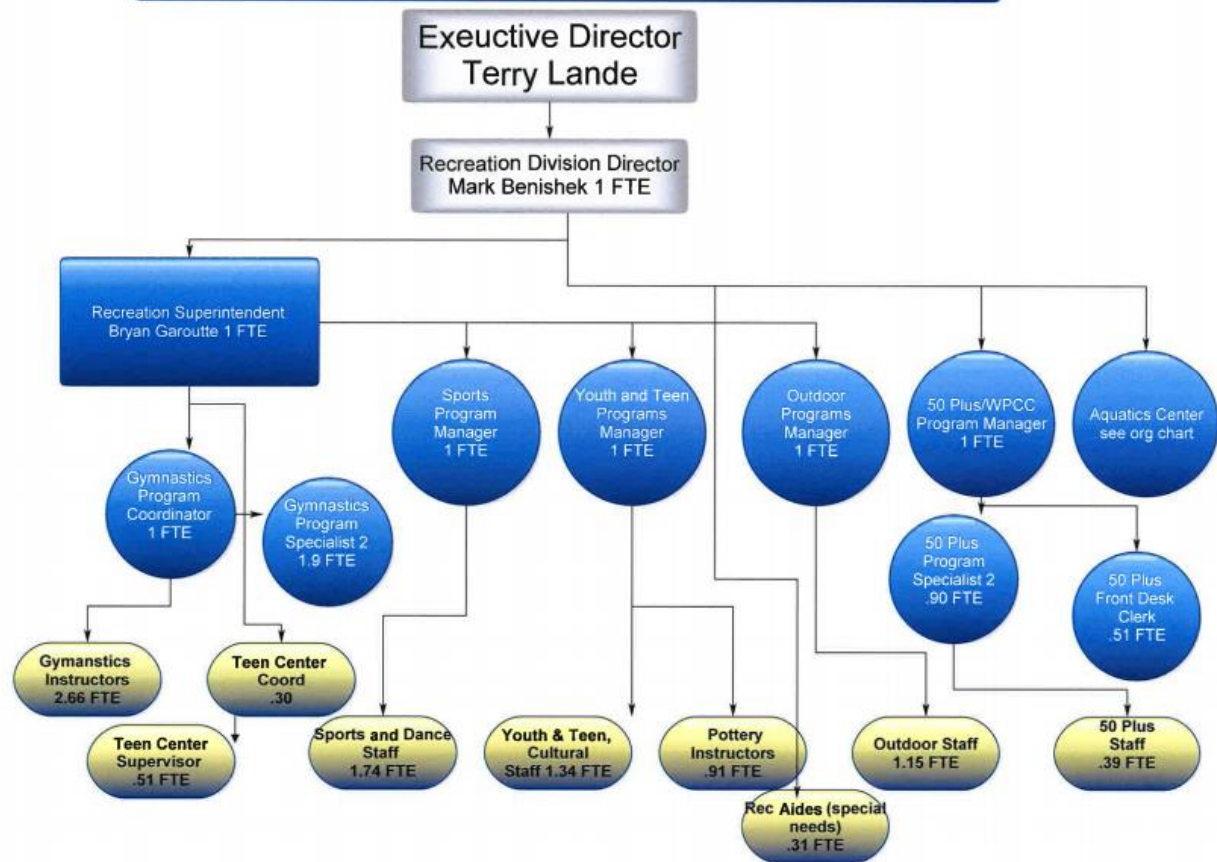 Exeuctive Director
Terry Lande
Recreation Division Director
Mark Benishek 1 FTE
Recreation Superintendent
Bryan Garoutte 1 FTE
Sports
Program
Manager
1 FTE
Youth and Teen
Programs
Manager
1 FTE
Outdoor
Programs
Manager
1 FTE
50 Plus/WPCC
Program Manager
1 FTE
Aquatics Center
see org chart
Gymnastics
Program
Coordinator
1 FTE
Gymnastics
Program
Specialist 2
1.9 FTE
50 Plus
Program
Specialist 2
.90 FTE
50 Plus
Front Desk
Clerk
.51 FTE
Gymanstics
Instructors
2.66 FTE
Teen Center
Coord
.30
Teen Center
Supervisor
.51 FTE
Sports and Dance
Staff
1.74 FTE
Youth & Teen,
Cultural
Staff 1.34 FTE
Pottery
Instructors
.91 FTE
Outdoor Staff
1.15 FTE
50 Plus
Staff
.39 FTE
Rec Aides (special
needs)
.31 FTE